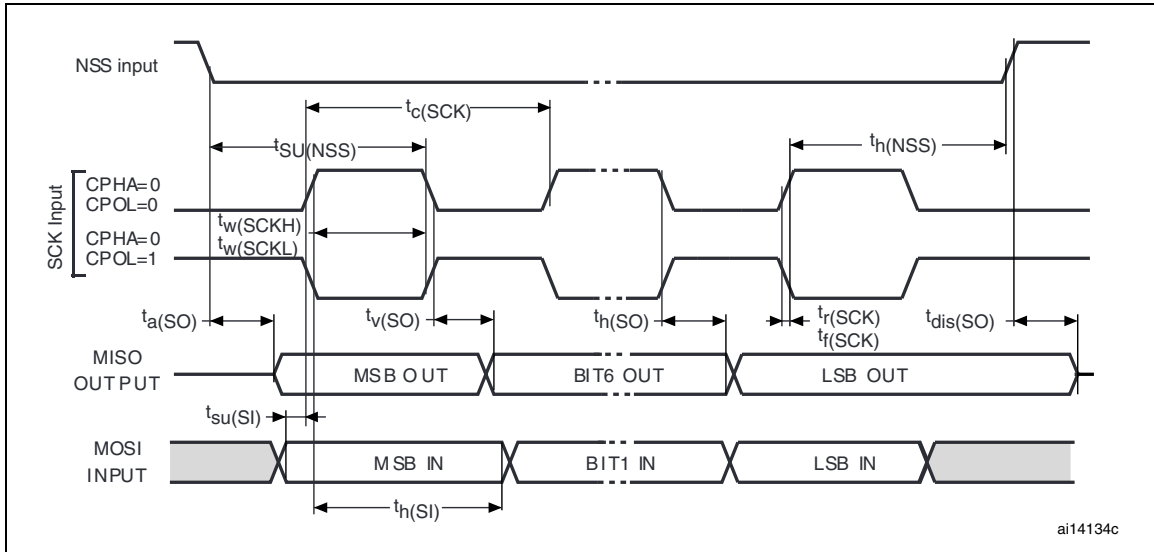 NSS input
tc(SCK)
tSU(NSS)
th(NSS)
SCK Input
CPHA=0
CPOL=0
tw(SCKH)
CPHA=0
tw(SCKL)
CPOL=1
ta(SO)
tv(SO)
th(SO)
tr(SCK)
tf(SCK)
tdis(SO)
MISO
OUTPUT
MSB OUT
BIT6 OUT
LSB OUT
tsu(SI)
MOSI
INPUT
MSB IN
BIT1 IN
LSB IN
th(SI)
ai14134c